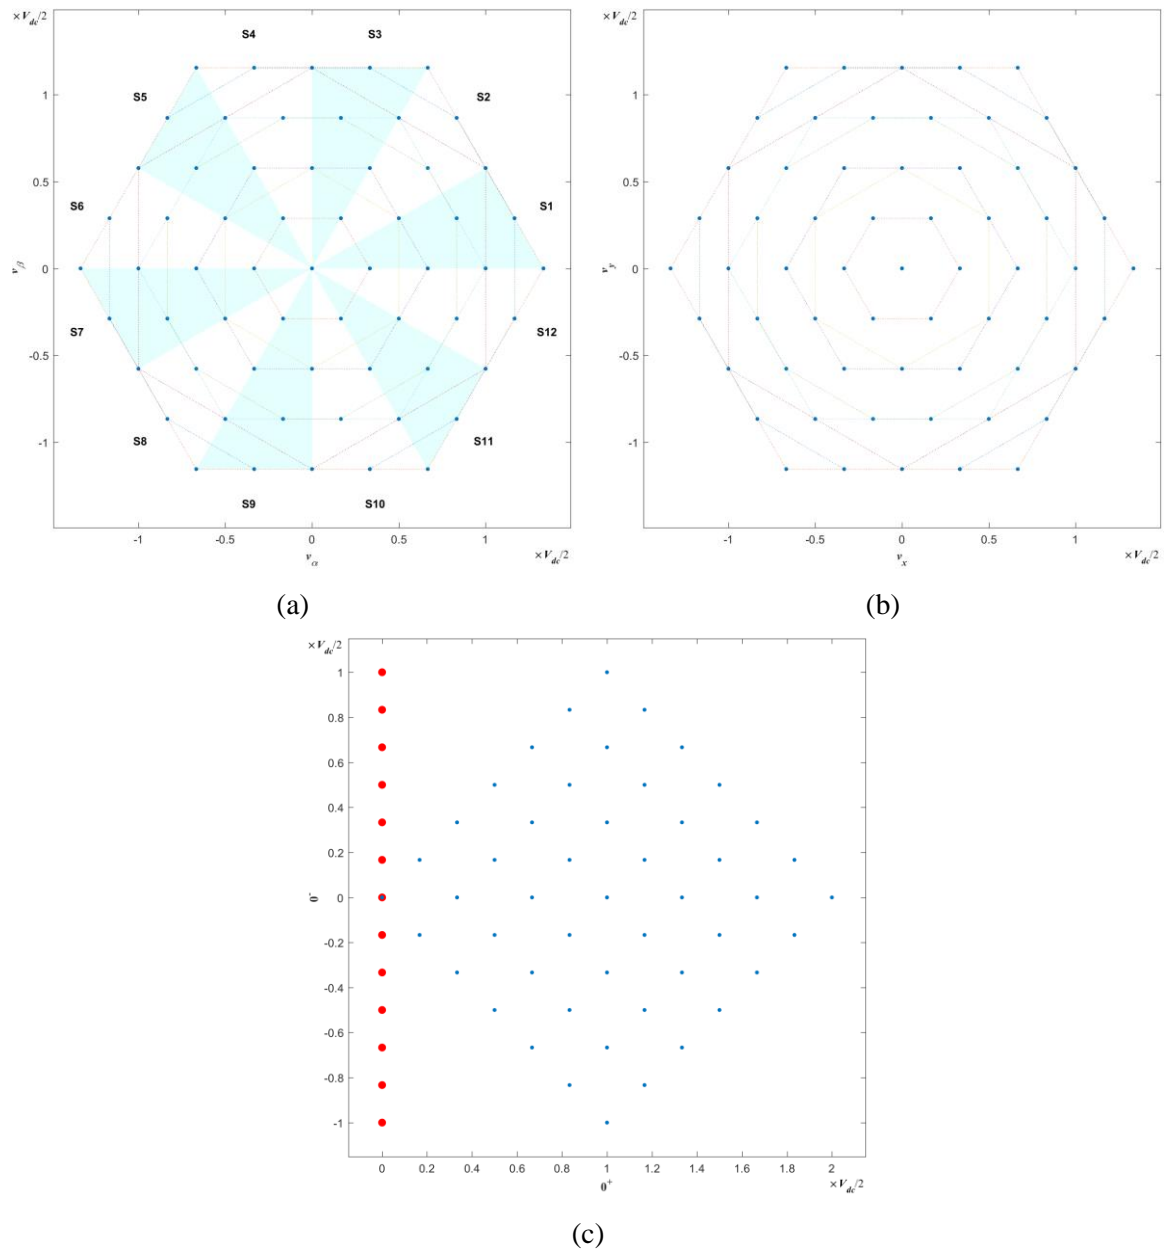 × V_dc/2
S4 S3
S5 S2
S6 S1
S7 S12
S8 S11
S9 S10
1
0.5
0
-0.5
-1
v_β
-1 -0.5 0 0.5 1
v_α × V_dc/2
(a)
× V_dc/2
1
0.5
0
-0.5
-1
v_y
-1 -0.5 0 0.5 1
v_x × V_dc/2
(b)
× V_dc/2
1
0.8
0.6
0.4
0.2
0
-0.2
-0.4
-0.6
-0.8
-1
0⁻
0 0.2 0.4 0.6 0.8 1 1.2 1.4 1.6 1.8 2
0⁺ × V_dc/2
(c)